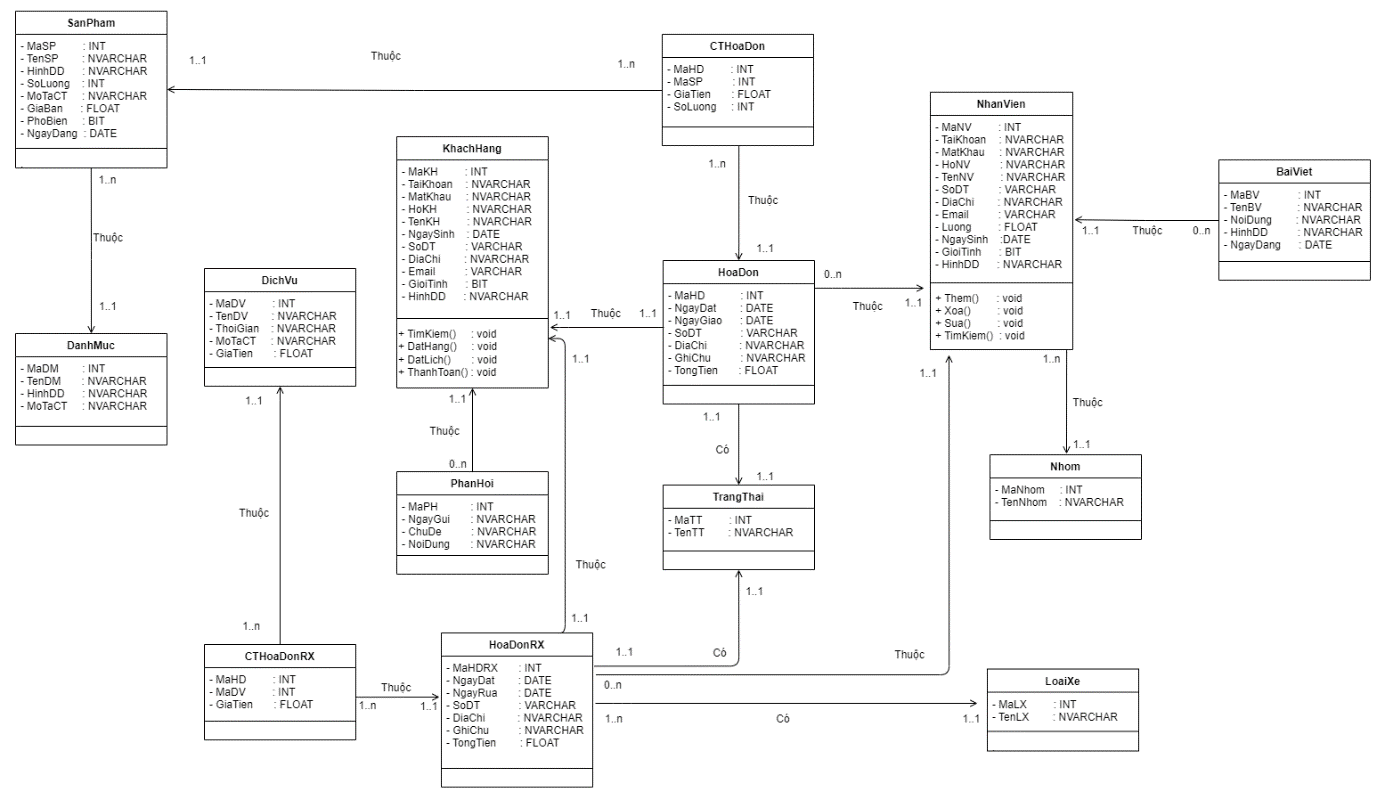 SanPham
- MaSP : INT
- TenSP : NVARCHAR
- HinhDD : NVARCHAR
- SoLuong : INT
- MoTaCT : NVARCHAR
- GiaBan : FLOAT
- PhoBien : BIT
- NgayDang : DATE
1..1
Thuộc
1..n
CTHoaDon
- MaHD : INT
- MaSP : INT
- GiaTien : FLOAT
- SoLuong : INT
NhanVien
- MaNV : INT
- TaiKhoan : NVARCHAR
- MatKhau : NVARCHAR
- HoNV : NVARCHAR
- TenNV : NVARCHAR
- SoDT : VARCHAR
- DiaChi : NVARCHAR
- Email : VARCHAR
- Luong : FLOAT
- NgaySinh :DATE
- GioiTinh : BIT
- HinhDD : NVARCHAR
+ Them() : void
+ Xoa() : void
+ Sua() : void
+ TimKiem() : void
BaiViet
- MaBV : INT
- TenBV : NVARCHAR
- NoiDung : NVARCHAR
- HinhDD : NVARCHAR
- NgayDang : DATE
1..1
Thuộc
0..n
KhachHang
- MaKH : INT
- TaiKhoan : NVARCHAR
- MatKhau : NVARCHAR
- HoKH : NVARCHAR
- TenKH : NVARCHAR
- NgaySinh : DATE
- SoDT : VARCHAR
- DiaChi : NVARCHAR
- Email : VARCHAR
- GioiTinh : BIT
- HinhDD : NVARCHAR
+ TimKiem() : void
+ DatHang() : void
+ DatLich() : void
+ ThanhToan() : void
1..n
Thuộc
1..1
1..n
Thuộc
1..1
DichVu
- MaDV : INT
- TenDV : NVARCHAR
- ThoiGian : NVARCHAR
- MoTaCT : NVARCHAR
- GiaTien : FLOAT
HoaDon
- MaHD : INT
- NgayDat : DATE
- NgayGiao : DATE
- SoDT : VARCHAR
- DiaChi : NVARCHAR
- GhiChu : NVARCHAR
- TongTien : FLOAT
0..n
Thuộc
1..1
1..1
Thuộc
1..1
DanhMuc
- MaDM : INT
- TenDM : NVARCHAR
- HinhDD : NVARCHAR
- MoTaCT : NVARCHAR
1..1
1..1
1..1
Thuộc
0..n
1..1
Có
1..1
1..1
1..n
Thuộc
1..1
Nhom
- MaNhom : INT
- TenNhom : NVARCHAR
PhanHoi
- MaPH : INT
- NgayGui : NVARCHAR
- ChuDe : NVARCHAR
- NoiDung : NVARCHAR
TrangThai
- MaTT : INT
- TenTT : NVARCHAR
Thuộc
1..n
Thuộc
1..1
1..1
CTHoaDonRX
- MaHD : INT
- MaDV : INT
- GiaTien : FLOAT
Thuộc
1..n
1..1
HoaDonRX
- MaHDRX : INT
- NgayDat : DATE
- NgayRua : DATE
- SoDT : VARCHAR
- DiaChi : NVARCHAR
- GhiChu : NVARCHAR
- TongTien : FLOAT
1..1
Có
Thuộc
0..n
1..n
Có
1..1
LoaiXe
- MaLX : INT
- TenLX : NVARCHAR